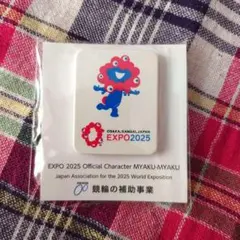 OSAKA, KANSAI, JAPAN
EXPO2025
EXPO 2025 Official Character MYAKU-MYAKU
Japan Association for the 2025 World Exposition
競輪の補助事業